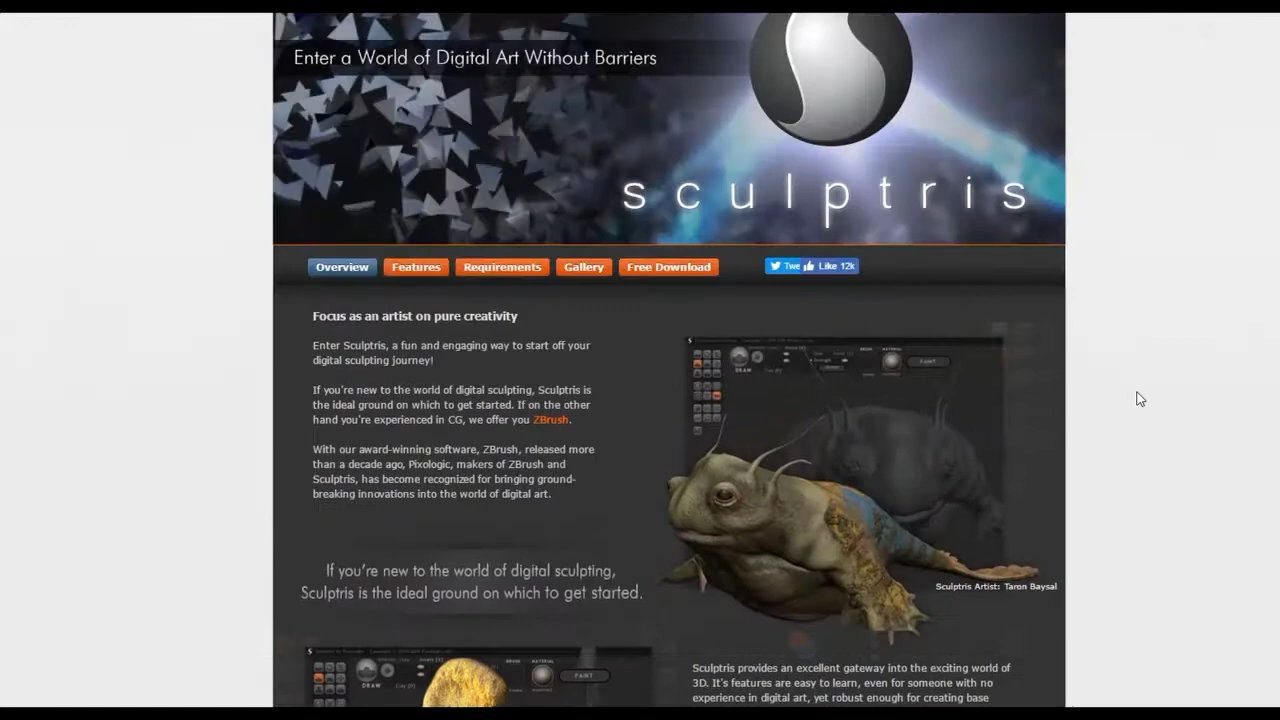 Enter a World of Digital Art Without Barriers
sculptris
Overview
Features
Requirements
Gallery
Free Download
Twe
Like 12k
Focus as an artist on pure creativity
Enter Sculptris, a fun and engaging way to start off your
digital sculpting journey!
If you're new to the world of digital sculpting, Sculptris is
the ideal ground on which to get started. If on the other
hand you're experienced in CG, we offer you ZBrush.
With our award-winning software, ZBrush, released more
than a decade ago, Pixologic, makers of ZBrush and
Sculptris, has become recognized for bringing ground-
breaking innovations into the world of digital art.
DRAW
PAINT
Sculptris Artist: Taron Baysal
If you're new to the world of digital sculpting,
Sculptris is the ideal ground on which to get started.
DRAW
PAINT
Sculptris provides an excellent gateway into the exciting world of
3D. It's features are easy to learn, even for someone with no
experience in digital art, yet robust enough for creating base